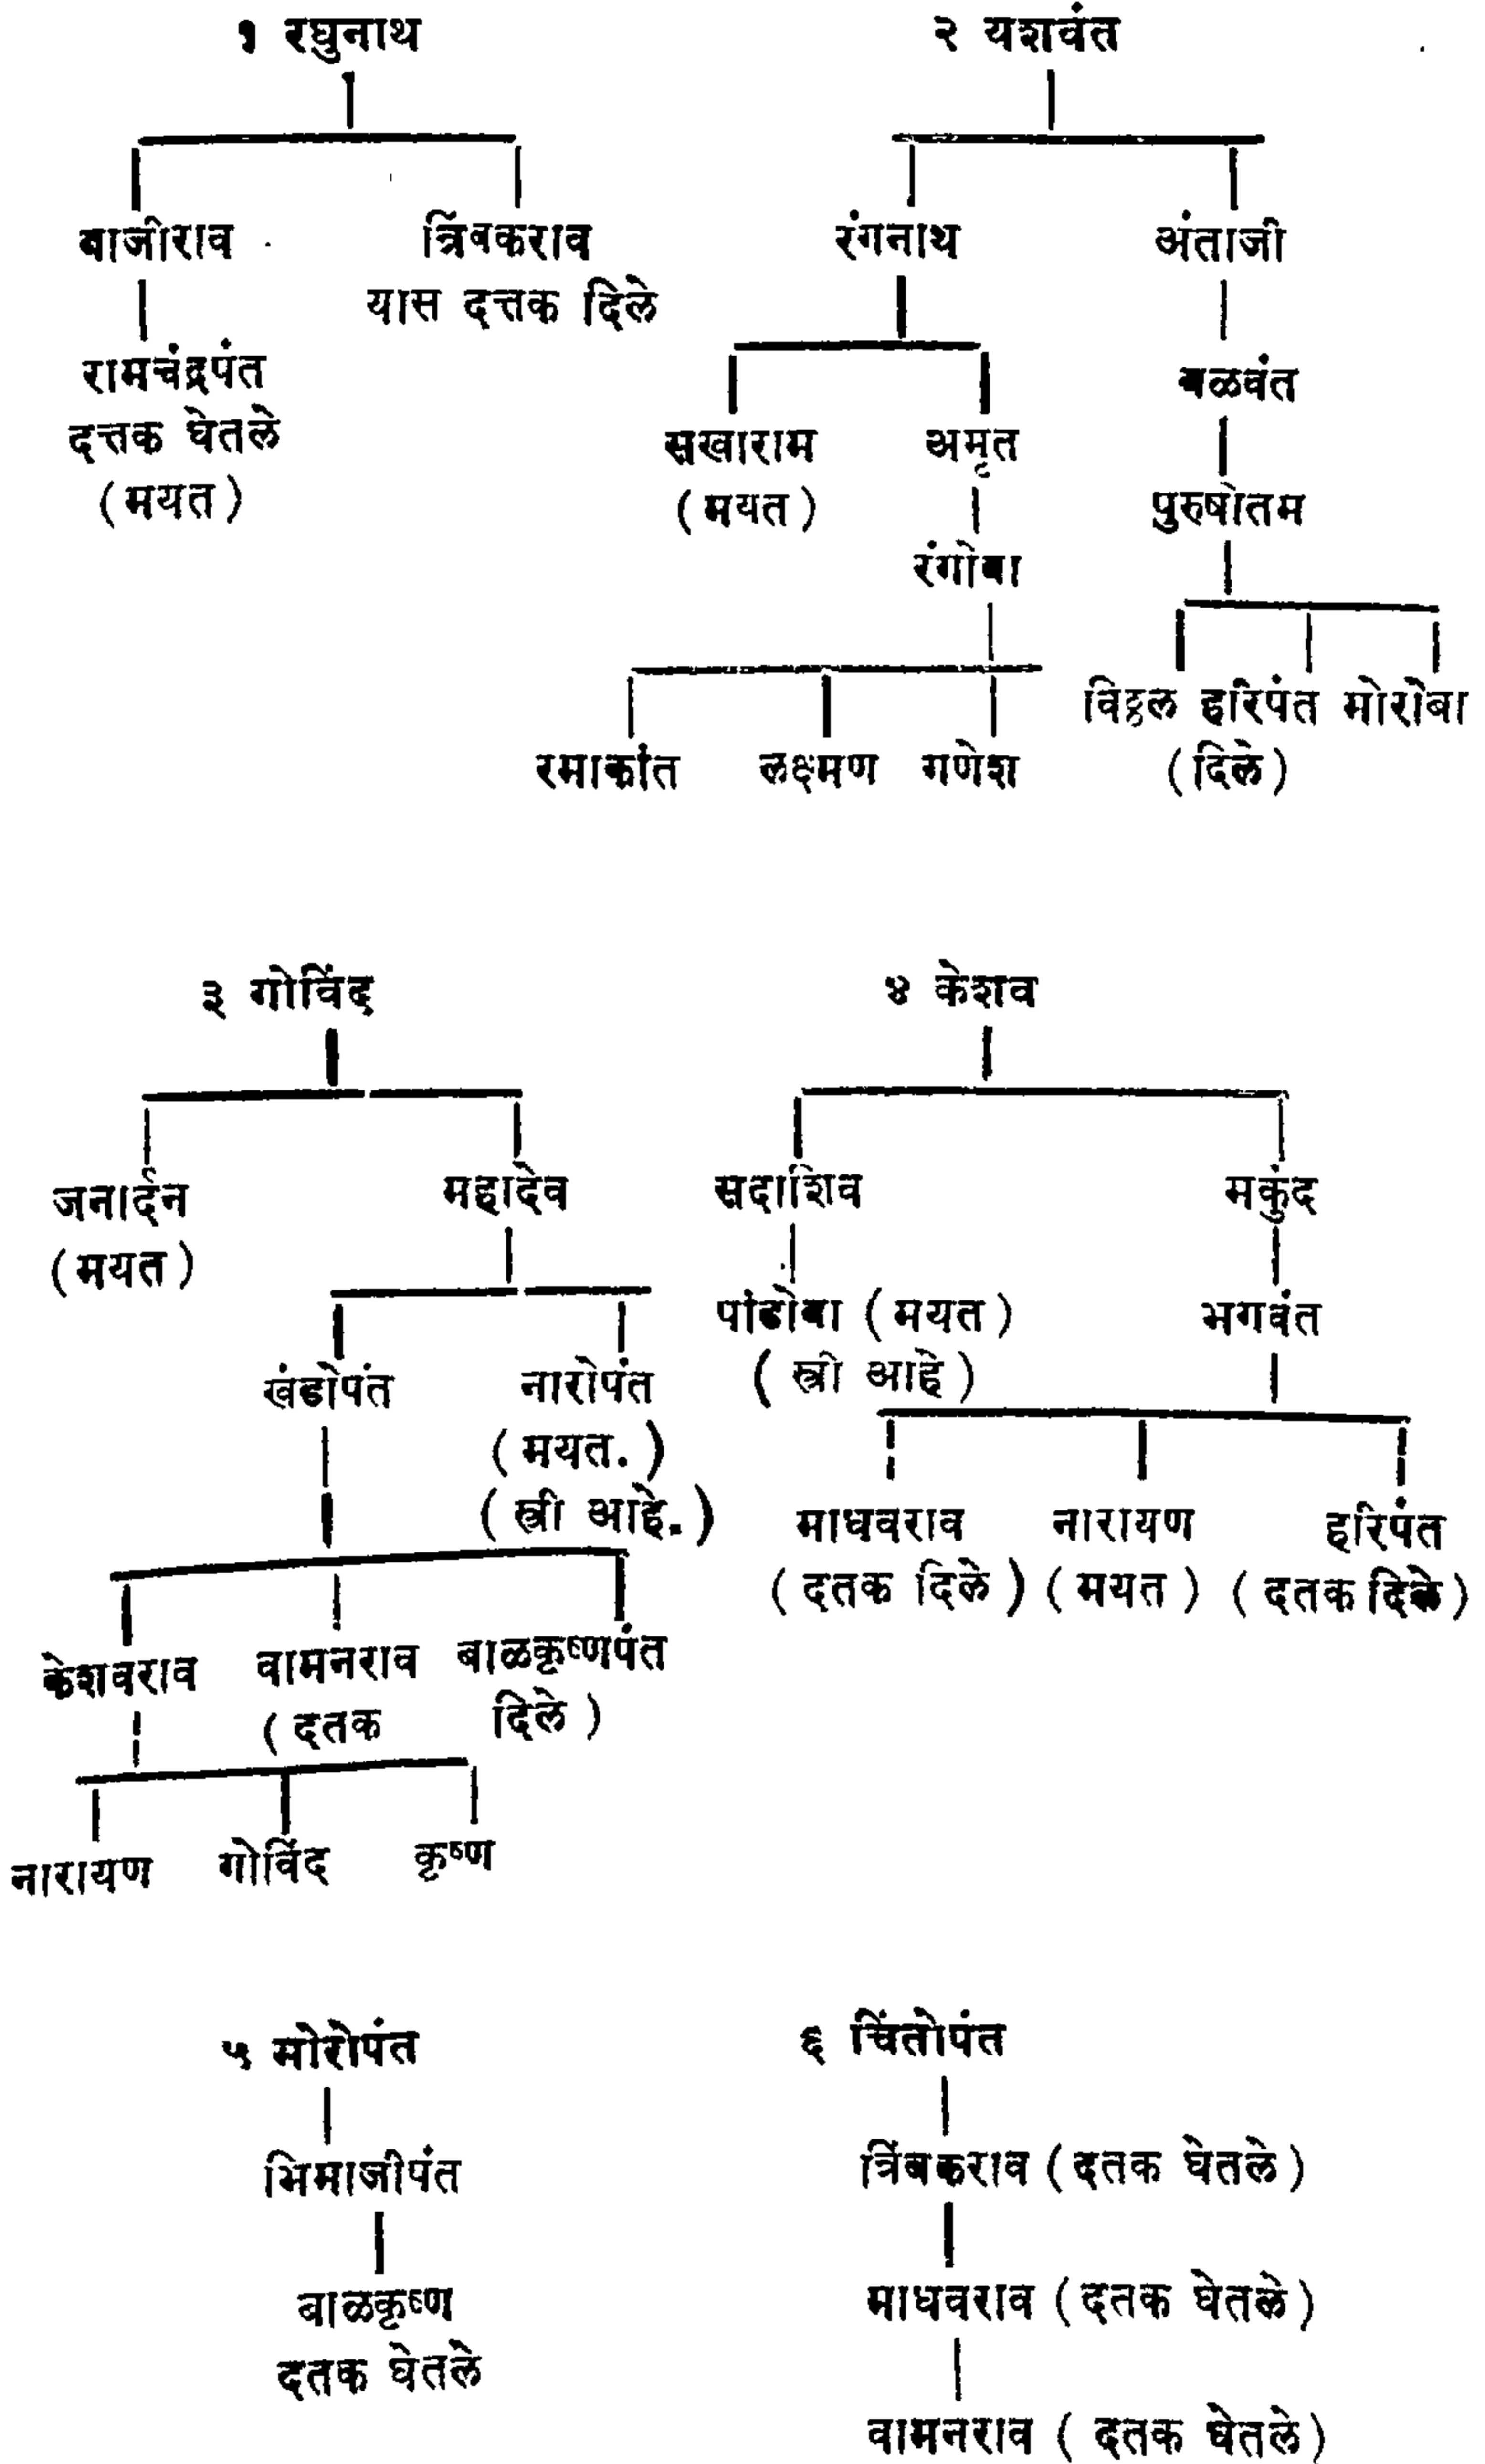 १ रघुनाथ २ यशवंत
बाजीराव त्रिंबकराव रंगनाथ अंताजी
यास दत्तक दिले
रामचंद्रपंत बळवंत
दत्तक घेतले सखाराम अमृत
(मयत) (मयत) पुरुषोतम
रंगोबा
विठ्ठल हरिपंत मोरोबा
रमाकांत लक्ष्मण गणेश (दिले)
३ गोविंद ४ केशव
जनार्दन महादेव सदाशिव मकुंद
(मयत)
पांडोबा (मयत) भगवंत
खंडोपंत नारोपंत (स्त्री आहे)
(मयत.)
(स्त्री आहे.) माधवराव नारायण हरिपंत
(दतक दिले) (मयत) (दतक दिले)
केशवराव वामनराव बाळकृष्णपंत
(दतक दिले)
नारायण गोविंद कृष्ण
५ मोरोपंत ६ चिंतोपंत
भिमाजीपंत त्रिंबकराव (दतक घेतले)
बाळकृष्ण माधवराव (दतक घेतले)
दतक घेतले
वामनराव (दतक घेतले)